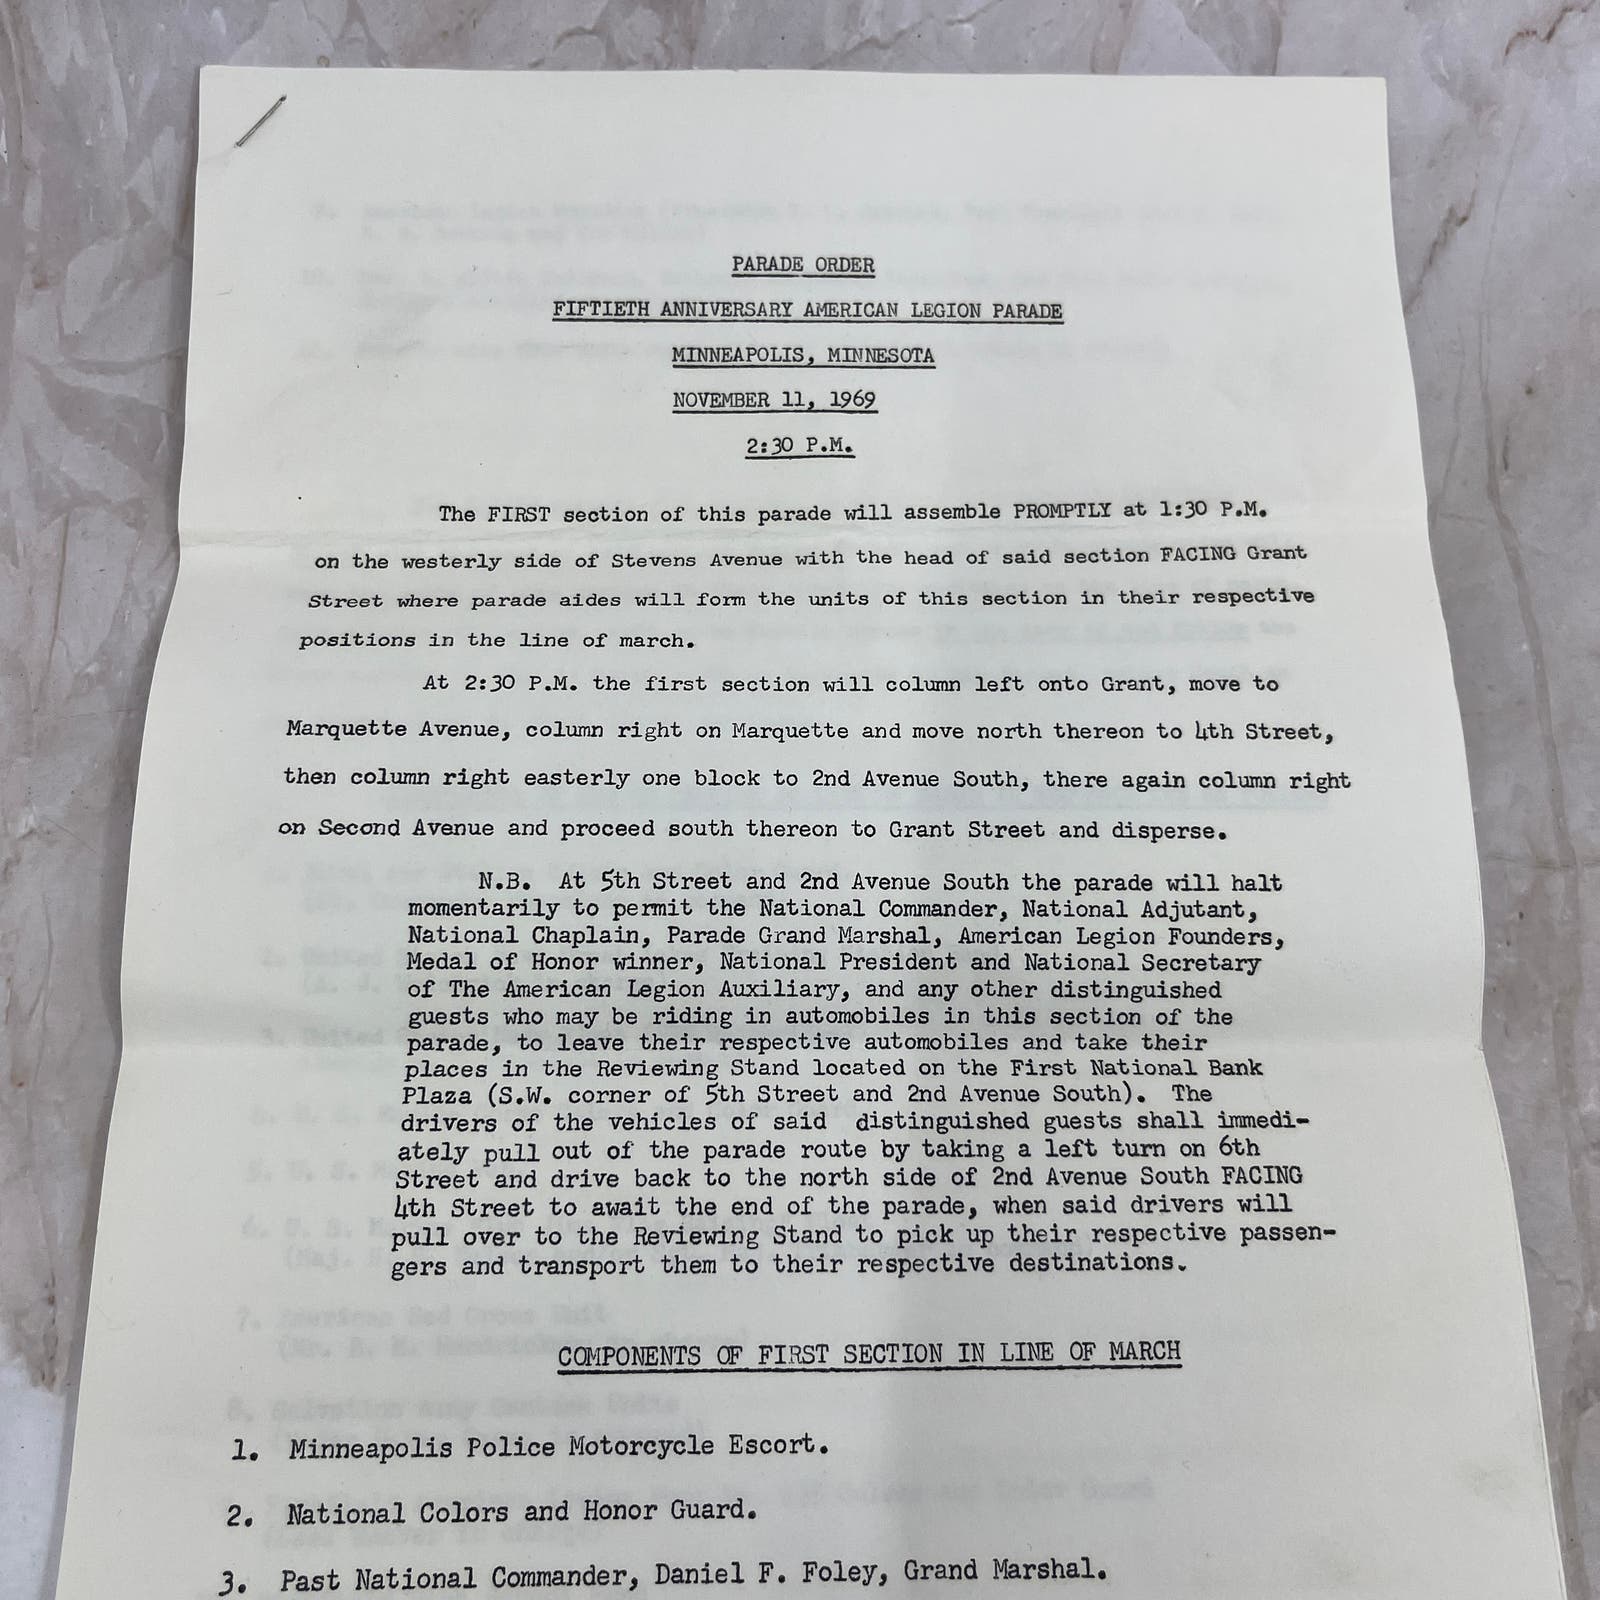 PARADE ORDER
FIFTIETH ANNIVERSARY AMERICAN LEGION PARADE
MINNEAPOLIS, MINNESOTA
NOVEMBER 11, 1969
2:30 P.M.
The FIRST section of this parade will assemble PROMPTLY at 1:30 P.M.
on the westerly side of Stevens Avenue with the head of said section FACING Grant
Street where parade aides will form the units of this section in their respective
positions in the line of march.
At 2:30 P.M. the first section will column left onto Grant, move to
Marquette Avenue, column right on Marquette and move north thereon to 4th Street,
then column right easterly one block to 2nd Avenue South, there again column right
on Second Avenue and proceed south thereon to Grant Street and disperse.
N.B. At 5th Street and 2nd Avenue South the parade will halt
momentarily to permit the National Commander, National Adjutant,
National Chaplain, Parade Grand Marshal, American Legion Founders,
Medal of Honor winner, National President and National Secretary
of The American Legion Auxiliary, and any other distinguished
guests who may be riding in automobiles in this section of the
parade, to leave their respective automobiles and take their
places in the Reviewing Stand located on the First National Bank
Plaza (S.W. corner of 5th Street and 2nd Avenue South). The
drivers of the vehicles of said distinguished guests shall immedi-
ately pull out of the parade route by taking a left turn on 6th
Street and drive back to the north side of 2nd Avenue South FACING
4th Street to await the end of the parade, when said drivers will
pull over to the Reviewing Stand to pick up their respective passen-
gers and transport them to their respective destinations.
COMPONENTS OF FIRST SECTION IN LINE OF MARCH
1. Minneapolis Police Motorcycle Escort.
2. National Colors and Honor Guard.
3. Past National Commander, Daniel F. Foley, Grand Marshal.